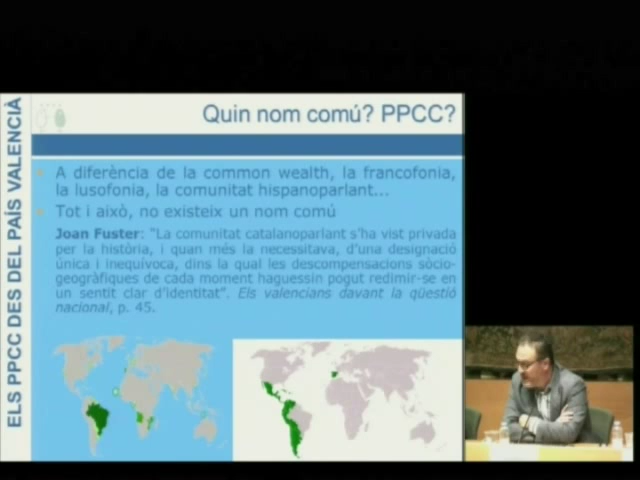 ELS PPCC DES DEL PAÍS VALENCIÀ
Quin nom comú? PPCC?
A diferència de la common wealth, la francofonia,
la lusofonia, la comunitat hispanoparlant...
Tot i això, no existeix un nom comú
Joan Fuster: "La comunitat catalanoparlant s'ha vist privada
per la història, i quan més la necessitava, d'una designació
única i inequívoca, dins la qual les descompensacions sòcio-
geogràfiques de cada moment haguessin pogut redimir-se en
un sentit clar d'identitat". Els valencians davant la qüestió
nacional, p. 45.